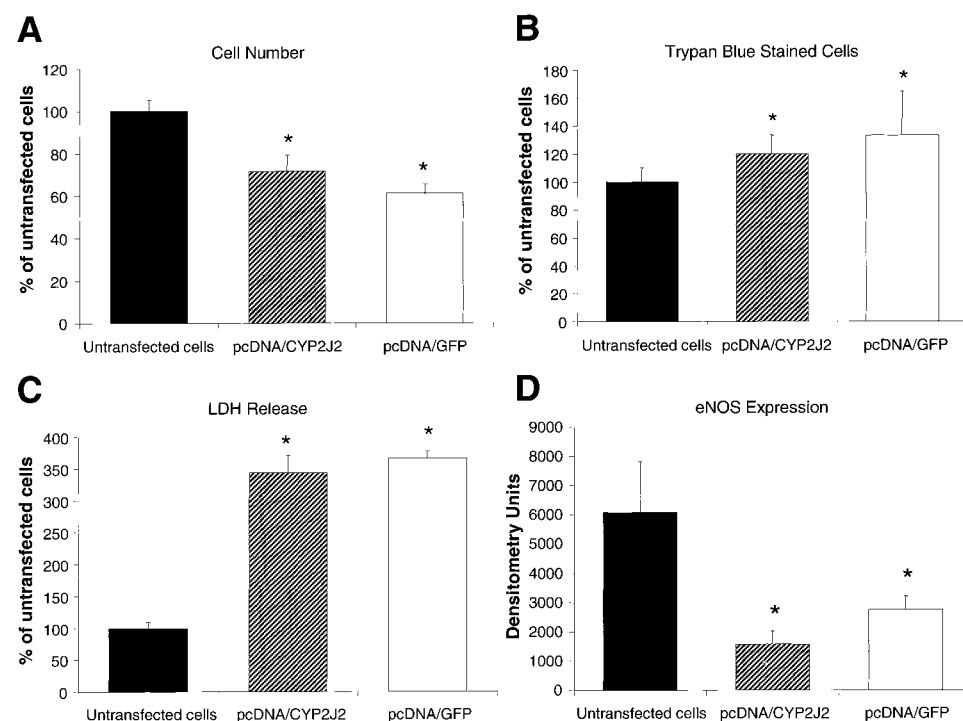 A
Cell Number
% of untransfected cells
120
100
80
60
40
20
0
*
*
Untransfected cells
pcDNA/CYP2J2
pcDNA/GFP
B
Trypan Blue Stained Cells
% of untransfected cells
180
160
140
120
100
80
60
40
20
0
*
*
Untransfected cells
pcDNA/CYP2J2
pcDNA/GFP
C
LDH Release
% of untransfected cells
400
350
300
250
200
150
100
50
0
*
*
Untransfected cells
pcDNA/CYP2J2
pcDNA/GFP
D
eNOS Expression
Densitometry Units
9000
8000
7000
6000
5000
4000
3000
2000
1000
0
*
*
Untransfected cells
pcDNA/CYP2J2
pcDNA/GFP